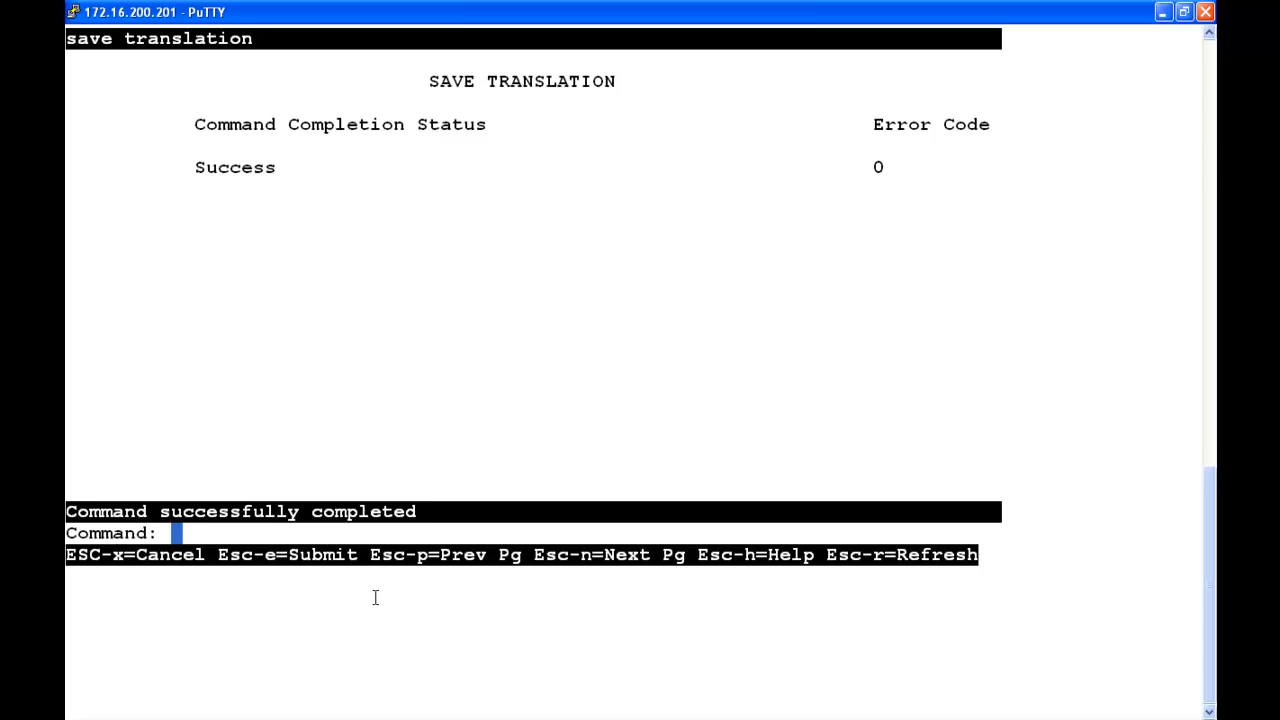 172.16.200.201 - PuTTY
save translation
SAVE TRANSLATION
Command Completion Status Error Code
Success 0
Command successfully completed
Command:
ESC-x=Cancel Esc-e=Submit Esc-p=Prev Pg Esc-n=Next Pg Esc-h=Help Esc-r=Refresh